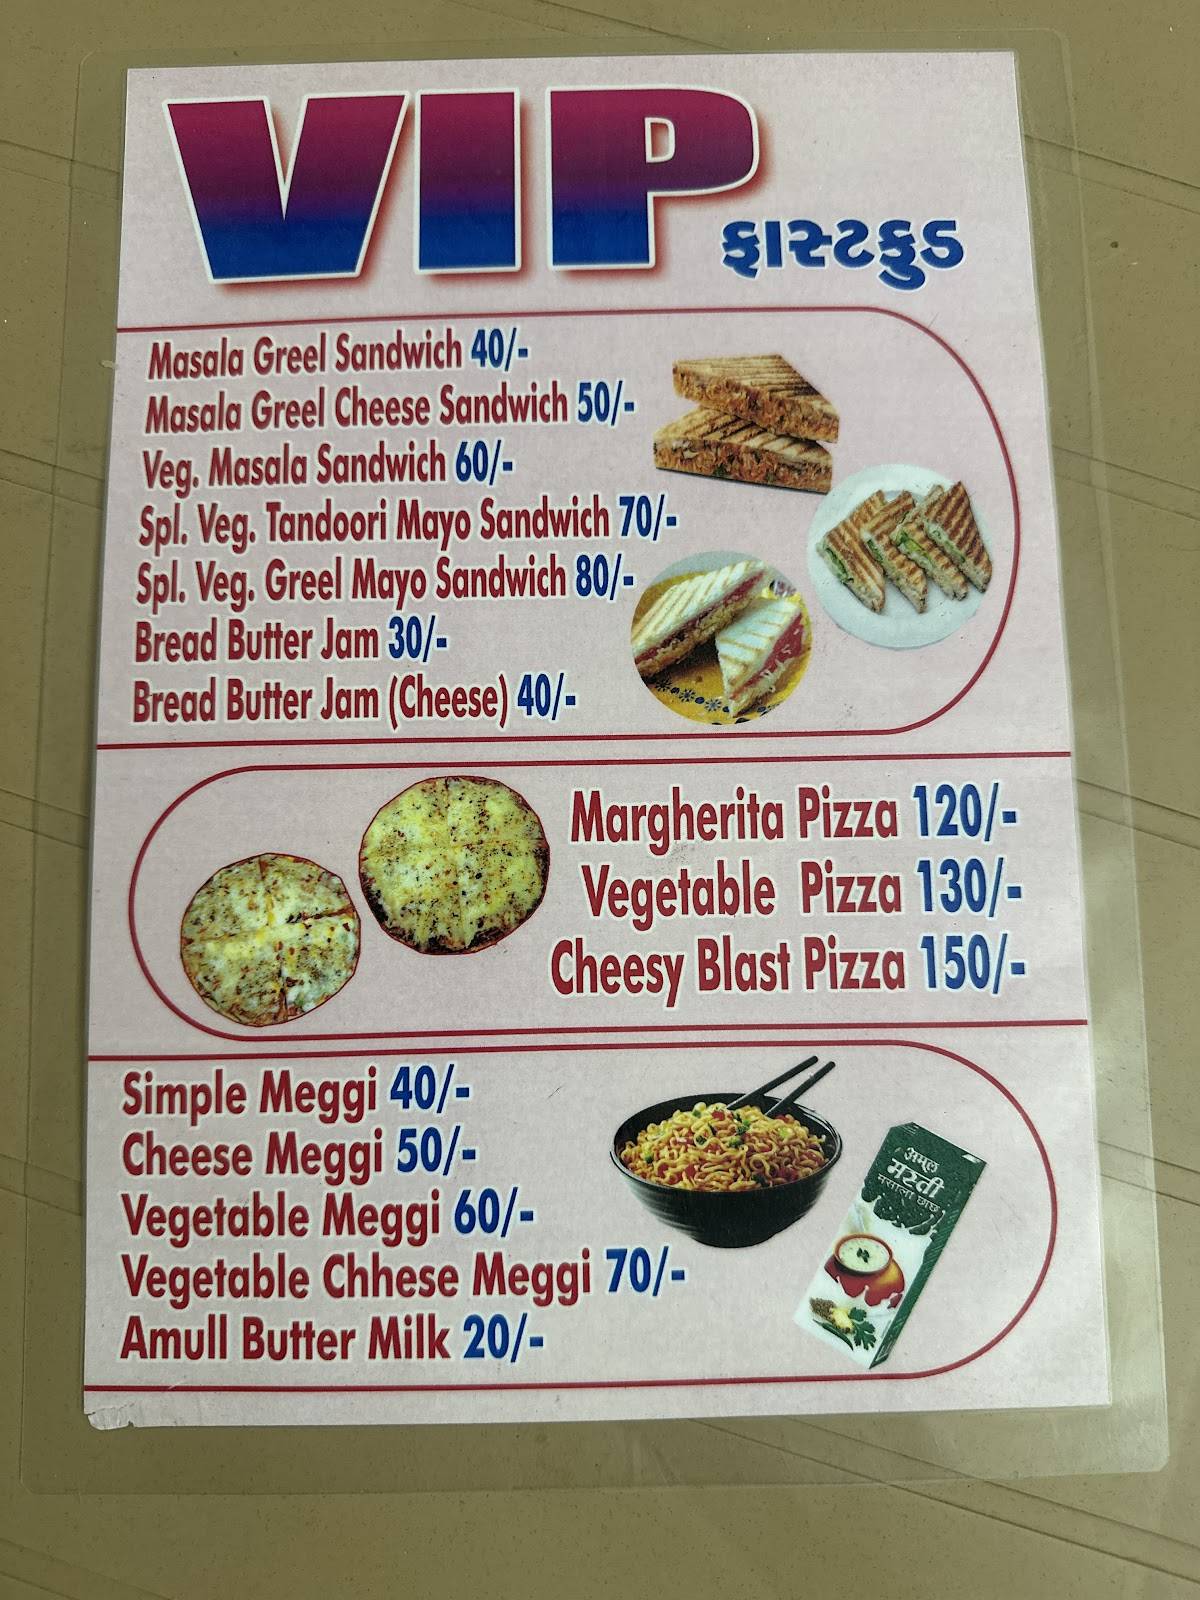 VIP
ફાસ્ટફુડ
Masala Greel Sandwich 40/-
Masala Greel Cheese Sandwich 50/-
Veg. Masala Sandwich 60/-
Spl. Veg. Tandoori Mayo Sandwich 70/-
Spl. Veg. Greel Mayo Sandwich 80/-
Bread Butter Jam 30/-
Bread Butter Jam (Cheese) 40/-
Margherita Pizza 120/-
Vegetable Pizza 130/-
Cheesy Blast Pizza 150/-
Simple Meggi 40/-
Cheese Meggi 50/-
Vegetable Meggi 60/-
Vegetable Chhese Meggi 70/-
Amull Butter Milk 20/-
अमूल
मस्ती
मसाला छाछ